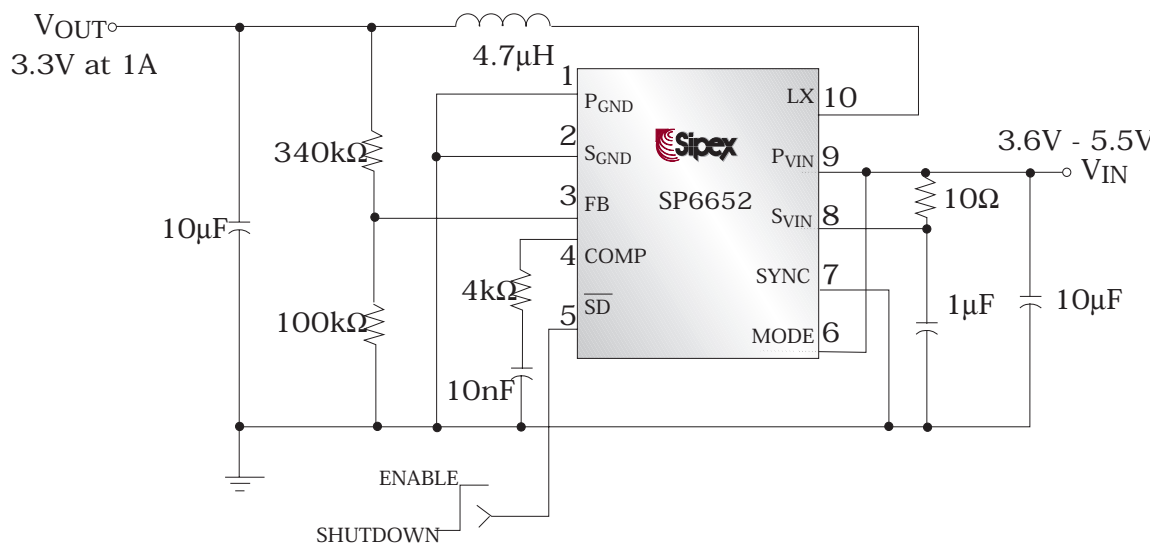 VOUT
3.3V at 1A
4.7µH
1
PGND
LX
10
2
SGND
Sipex
PVIN
9
3.6V - 5.5V
VIN
340kΩ
3
FB
SP6652
SVIN
8
10Ω
10µF
4
COMP
SYNC
7
4kΩ
1µF
10µF
100kΩ
5
SD
MODE
6
10nF
ENABLE
SHUTDOWN